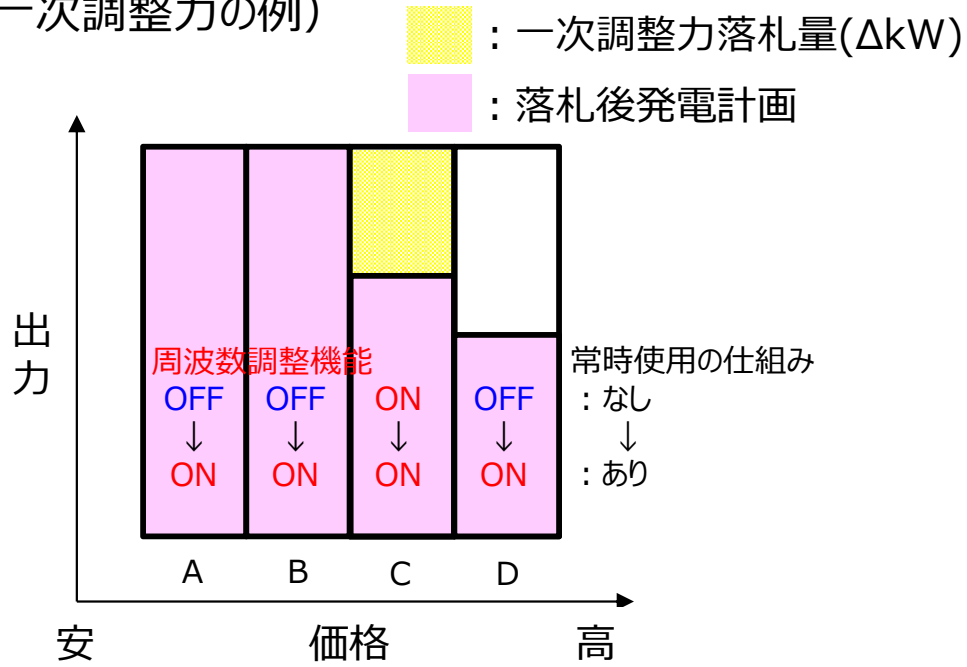 一次調整力の例）
：一次調整力落札量(ΔkW)
：落札後発電計画
出力
周波数調整機能
常時使用の仕組み
OFF OFF ON OFF ：なし
↓ ↓ ↓ ↓ ↓
ON ON ON ON ：あり
A B C D
安 価格 高